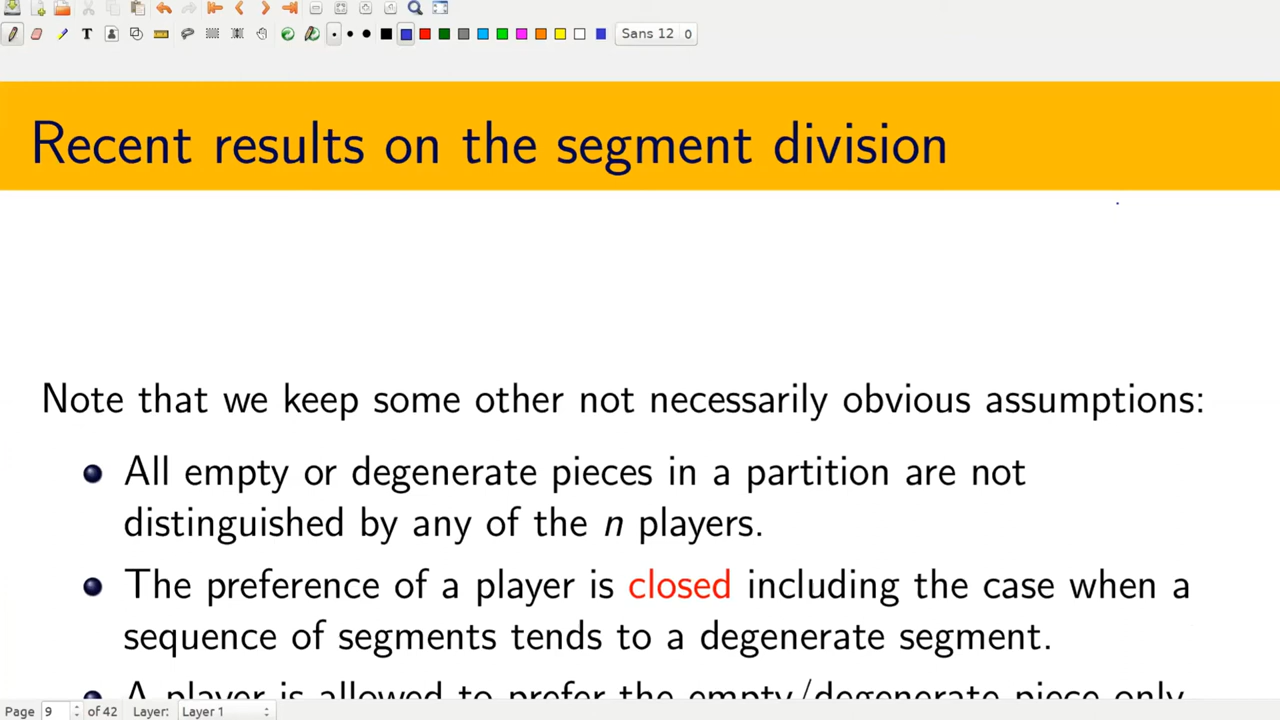 T
Sans 12 0
Recent results on the segment division
Note that we keep some other not necessarily obvious assumptions:
All empty or degenerate pieces in a partition are not
distinguished by any of the n players.
The preference of a player is closed including the case when a
sequence of segments tends to a degenerate segment.
A player is allowed to prefer the empty/degenerate piece only
Page 9 of 42 Layer: Layer 1